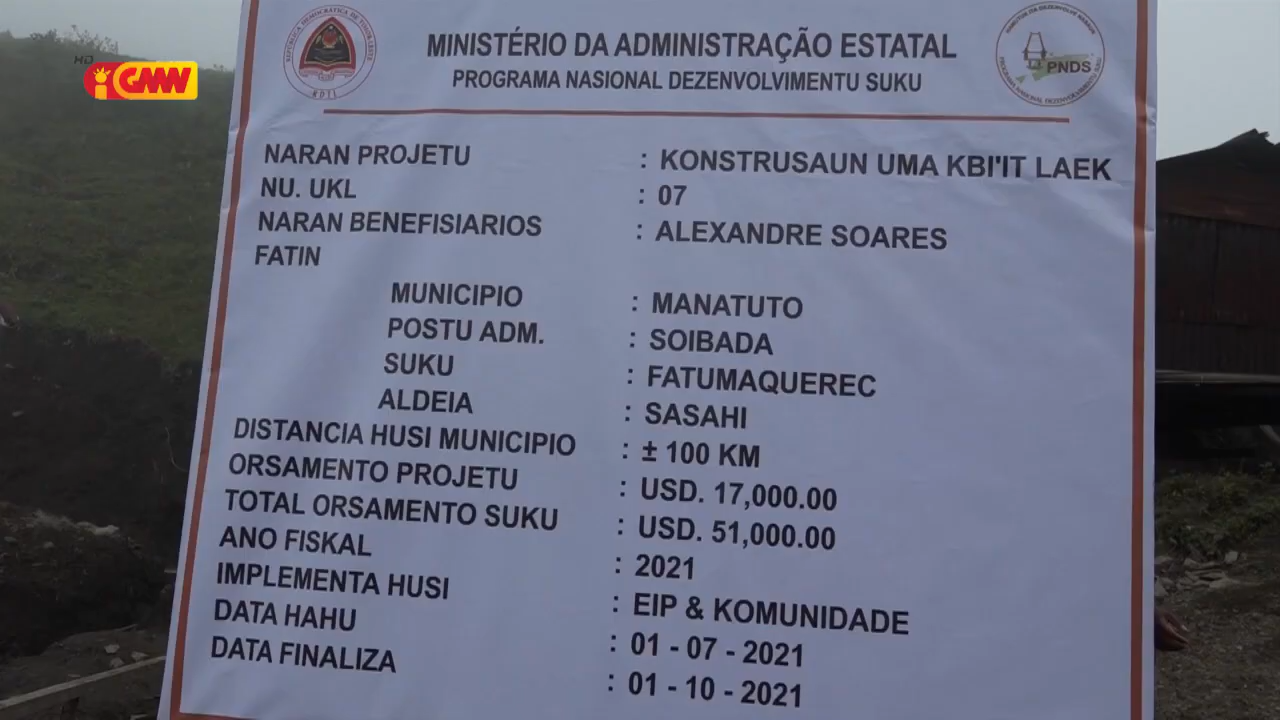 HD
GMN
MINISTÉRIO DA ADMINISTRAÇÃO ESTATAL
PROGRAMA NASIONAL DEZENVOLVIMENTU SUKU
RDTL
PNDS
NARAN PROJETU : KONSTRUSAUN UMA KBI'IT LAEK
NU. UKL : 07
NARAN BENEFISIARIOS : ALEXANDRE SOARES
FATIN
MUNICIPIO : MANATUTO
POSTU ADM. : SOIBADA
SUKU : FATUMAQUEREC
ALDEIA : SASAHI
DISTANCIA HUSI MUNICIPIO : ± 100 KM
ORSAMENTO PROJETU : USD. 17,000.00
TOTAL ORSAMENTO SUKU : USD. 51,000.00
ANO FISKAL : 2021
IMPLEMENTA HUSI : EIP & KOMUNIDADE
DATA HAHU : 01 - 07 - 2021
DATA FINALIZA : 01 - 10 - 2021